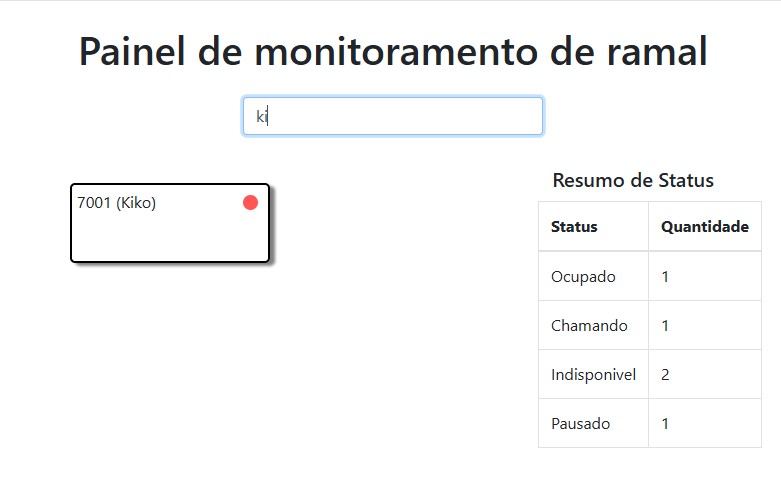 Painel de monitoramento de ramal
ki
7001 (Kiko)
Resumo de Status
Status Quantidade
Ocupado 1
Chamando 1
Indisponivel 2
Pausado 1